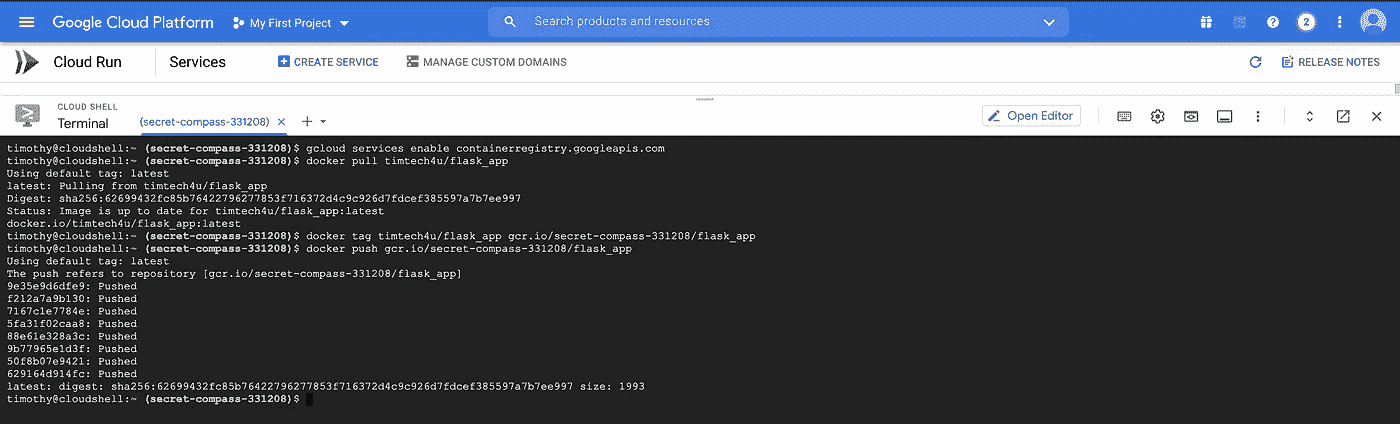 Google Cloud Platform My First Project Search products and resources 2
Cloud Run Services CREATE SERVICE MANAGE CUSTOM DOMAINS RELEASE NOTES
CLOUD SHELL
Terminal (secret-compass-331208) Open Editor
timothy@cloudshell:~ (secret-compass-331208)$ gcloud services enable containerregistry.googleapis.com
timothy@cloudshell:~ (secret-compass-331208)$ docker pull timtech4u/flask_app
Using default tag: latest
latest: Pulling from timtech4u/flask_app
Digest: sha256:62699432fc85b76422796277853f716372d4c9c926d7fdcef385597a7b7ee997
Status: Image is up to date for timtech4u/flask_app:latest
docker.io/timtech4u/flask_app:latest
timothy@cloudshell:~ (secret-compass-331208)$ docker tag timtech4u/flask_app gcr.io/secret-compass-331208/flask_app
timothy@cloudshell:~ (secret-compass-331208)$ docker push gcr.io/secret-compass-331208/flask_app
Using default tag: latest
The push refers to repository [gcr.io/secret-compass-331208/flask_app]
9e35e9d6dfe9: Pushed
f212a7a9b130: Pushed
7167c1e7784e: Pushed
5fa31f02caa8: Pushed
88e61e328a3c: Pushed
9b77965e1d3f: Pushed
50f8b07e9421: Pushed
629164d914fc: Pushed
latest: digest: sha256:62699432fc85b76422796277853f716372d4c9c926d7fdcef385597a7b7ee997 size: 1993
timothy@cloudshell:~ (secret-compass-331208)$